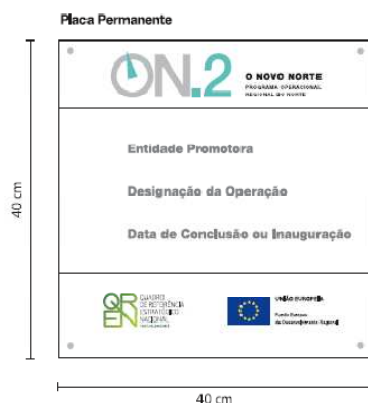 Placa Permanente
ON.2
O NOVO NORTE
PROGRAMA OPERACIONAL
REGIONAL DO NORTE
40 cm
Entidade Promotora
Designação da Operação
Data de Conclusão ou Inauguração
QREN
QUADRO
DE REFERÊNCIA
ESTRATÉGICO
NACIONAL
UNIÃO EUROPEIA
Fundo Europeu
de Desenvolvimento Regional
40 cm